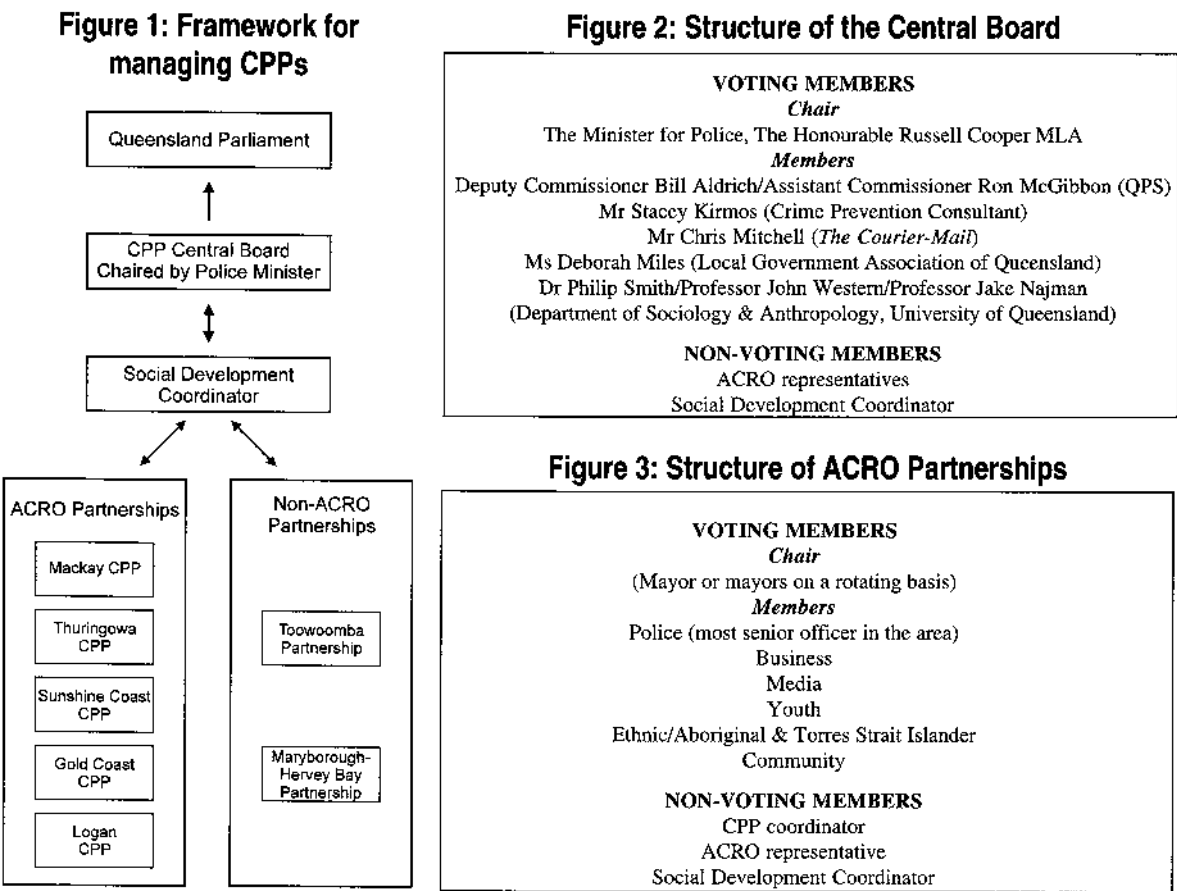 Figure 1: Framework for
managing CPPs
Queensland Parliament
CPP Central Board
Chaired by Police Minister
Social Development
Coordinator
ACRO Partnerships
Mackay CPP
Thuringowa
CPP
Sunshine Coast
CPP
Gold Coast
CPP
Logan
CPP
Non-ACRO
Partnerships
Toowoomba
Partnership
Maryborough-
Hervey Bay
Partnership
Figure 2: Structure of the Central Board
VOTING MEMBERS
Chair
The Minister for Police, The Honourable Russell Cooper MLA
Members
Deputy Commissioner Bill Aldrich/Assistant Commissioner Ron McGibbon (QPS)
Mr Stacey Kirmos (Crime Prevention Consultant)
Mr Chris Mitchell (The Courier-Mail)
Ms Deborah Miles (Local Government Association of Queensland)
Dr Philip Smith/Professor John Western/Professor Jake Najman
(Department of Sociology & Anthropology, University of Queensland)
NON-VOTING MEMBERS
ACRO representatives
Social Development Coordinator
Figure 3: Structure of ACRO Partnerships
VOTING MEMBERS
Chair
(Mayor or mayors on a rotating basis)
Members
Police (most senior officer in the area)
Business
Media
Youth
Ethnic/Aboriginal & Torres Strait Islander
Community
NON-VOTING MEMBERS
CPP coordinator
ACRO representative
Social Development Coordinator